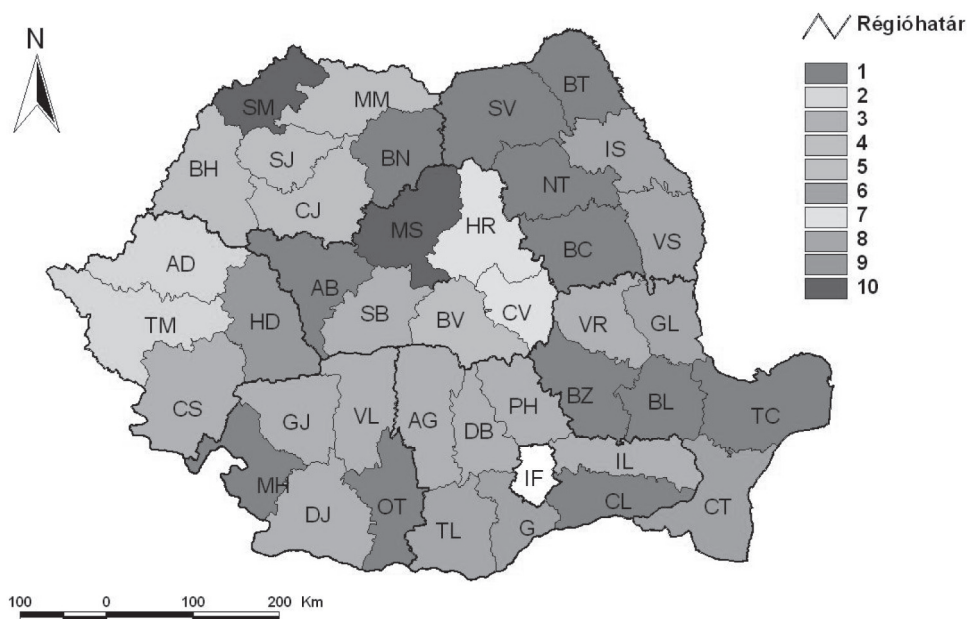 N
Régióhatár
1
2
3
4
5
6
7
8
9
10
SM
MM
SV
BT
BN
SJ
BH
IS
NT
CJ
MS
HR
BC
VS
AD
AB
TM
HD
SB
BV
CV
VR
GL
CS
GJ
VL
AG
DB
PH
BZ
BL
TC
MH
IF
IL
DJ
OT
TL
G
CL
CT
100 0 100 200 Km